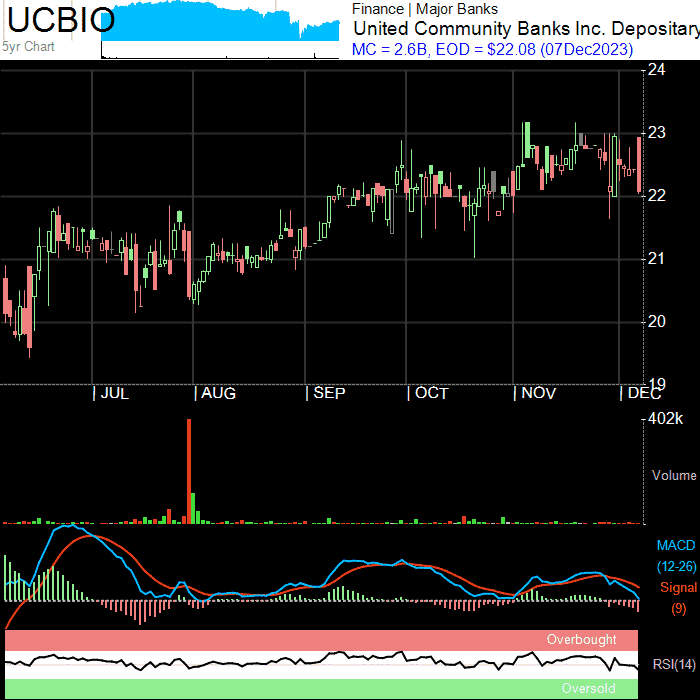 UCBIO
5yr Chart
Finance | Major Banks
United Community Banks Inc. Depositary
MC = 2.6B, EOD = $22.08 (07Dec2023)
24
23
22
21
20
19
JUL AUG SEP OCT NOV DEC
402k
Volume
MACD
(12-26)
Signal
(9)
Overbought
RSI(14)
Oversold